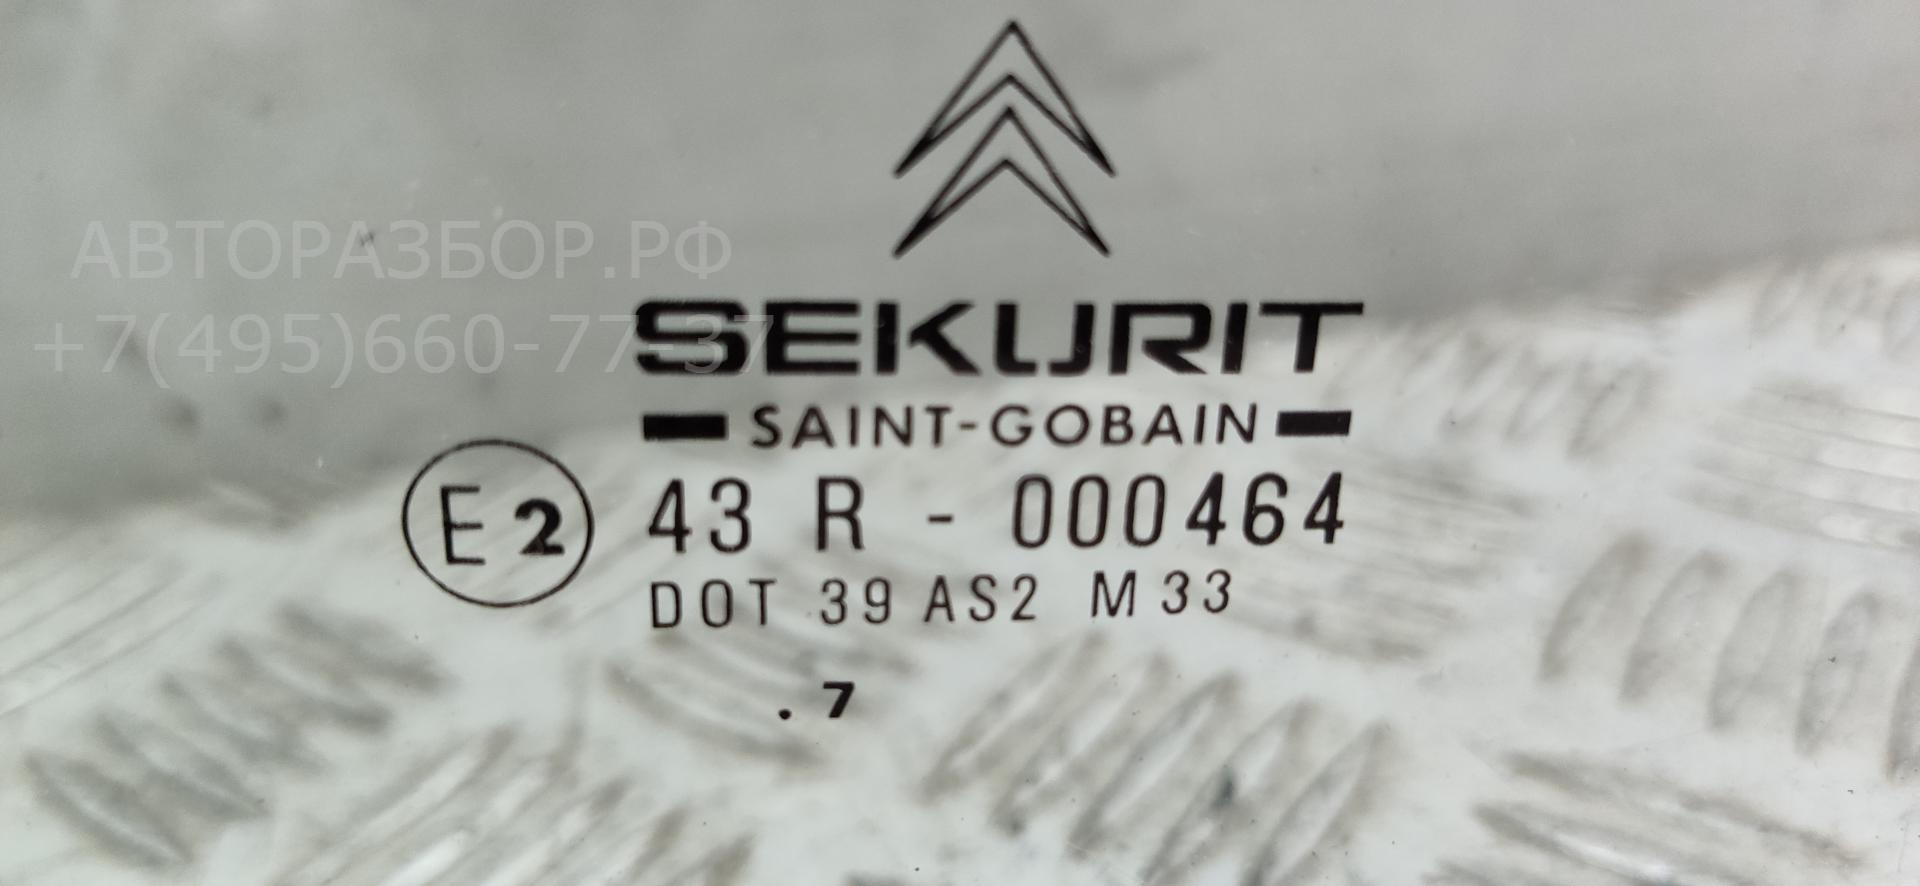 АВТОРАЗБОР.РФ
+7(495)660-77-37
SEKURIT
SAINT-GOBAIN
E2 43 R - 000464
DOT 39 AS2 M33
. 7